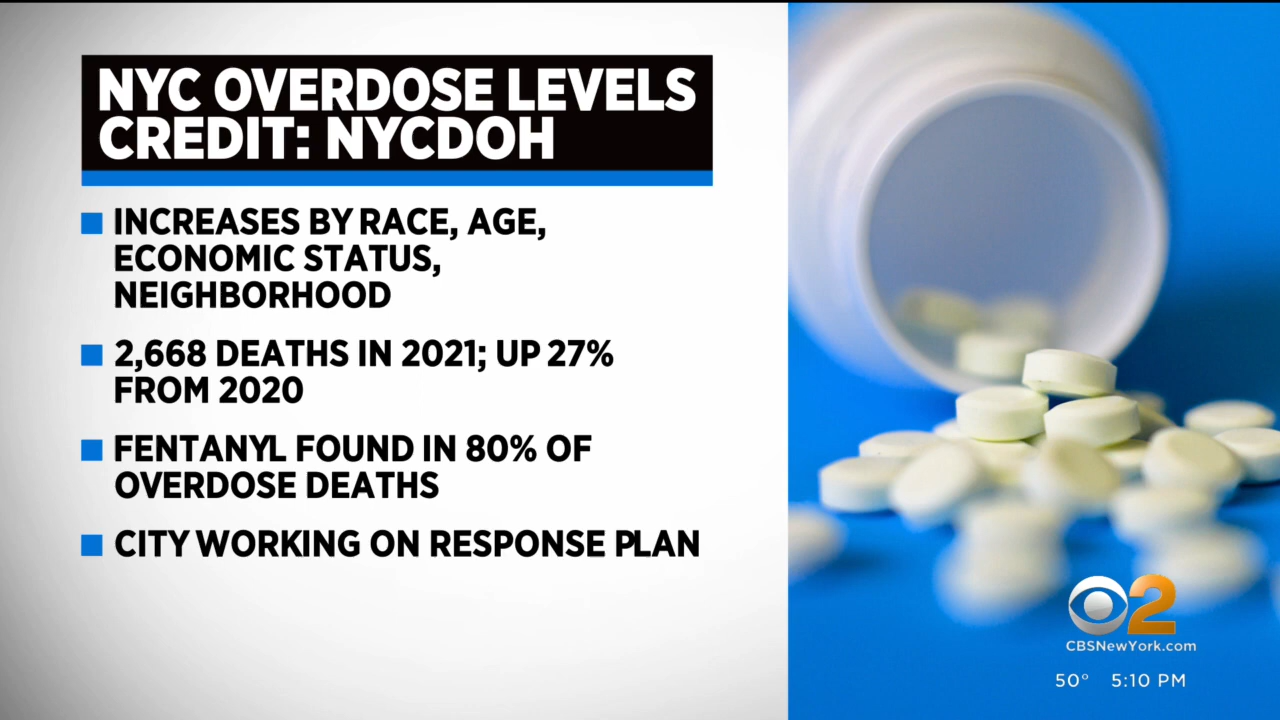 NYC OVERDOSE LEVELS
CREDIT: NYCDOH
INCREASES BY RACE, AGE,
ECONOMIC STATUS,
NEIGHBORHOOD
2,668 DEATHS IN 2021; UP 27%
FROM 2020
FENTANYL FOUND IN 80% OF
OVERDOSE DEATHS
CITY WORKING ON RESPONSE PLAN
2
CBSNewYork.com
50° 5:10 PM